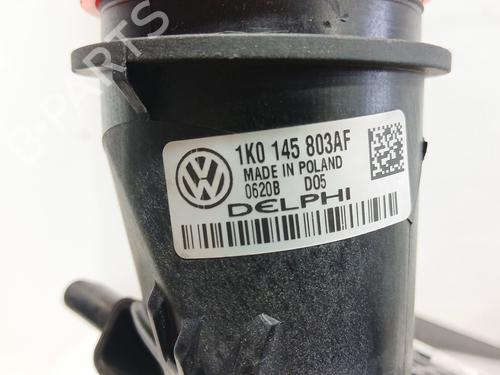 1K0 145 803AF
MADE IN POLAND
0620B D05
DELPHI